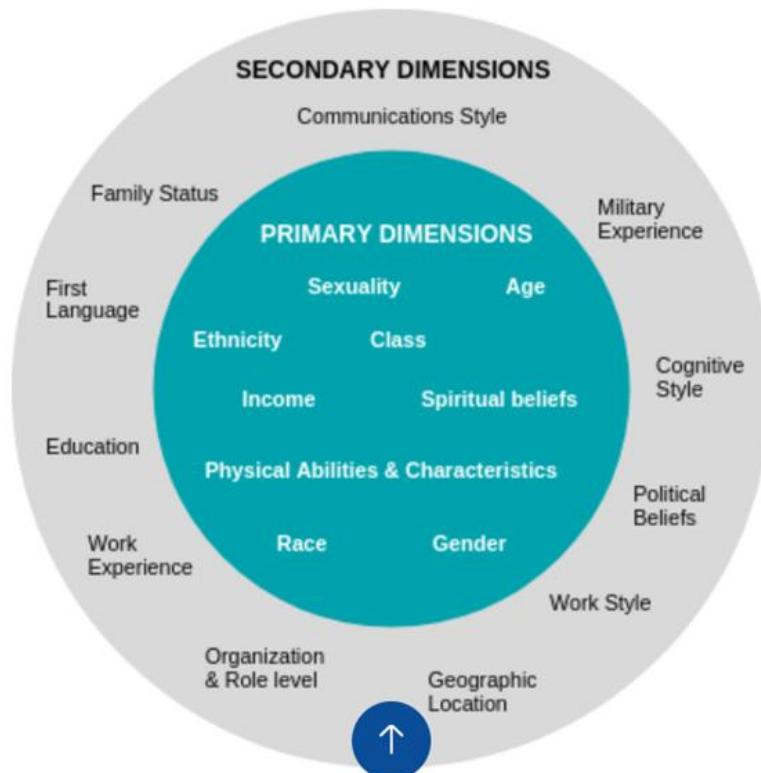 SECONDARY DIMENSIONS
Communications Style
Family Status
Military
Experience
PRIMARY DIMENSIONS
First
Language
Sexuality
Age
Ethnicity
Class
Cognitive
Style
Income
Spiritual beliefs
Education
Physical Abilities & Characteristics
Political
Beliefs
Work
Experience
Race
Gender
Work Style
Organization
& Role level
Geographic
Location